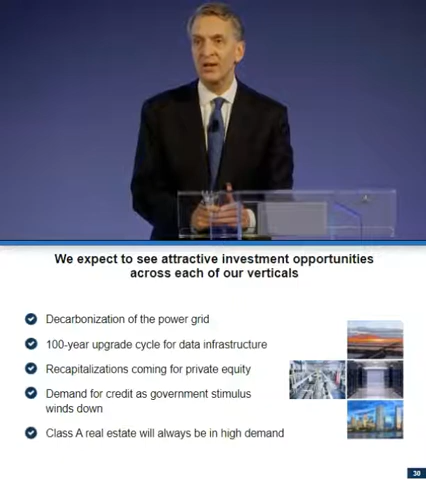 We expect to see attractive investment opportunities
across each of our verticals
Decarbonization of the power grid
100-year upgrade cycle for data infrastructure
Recapitalizations coming for private equity
Demand for credit as government stimulus
winds down
Class A real estate will always be in high demand
30